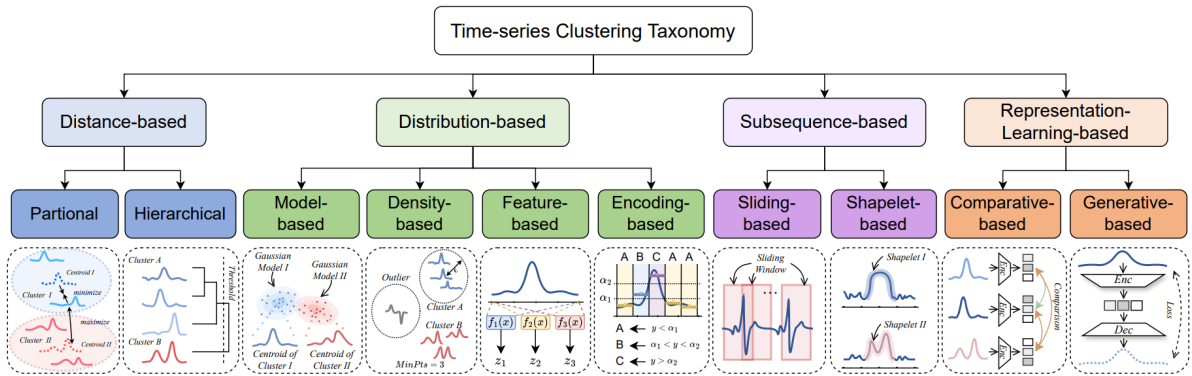 Time-series Clustering Taxonomy
Distance-based
Distribution-based
Subsequence-based
Representation-
Learning-based
Partional
Hierarchical
Model-
based
Density-
based
Feature-
based
Encoding-
based
Sliding-
based
Shapelet-
based
Comparative-
based
Generative-
based
Centroid I
Cluster I
minimize
maximize
Cluster II
Centroid II
Cluster A
Cluster B
Threshold
Gaussian
Model I
Gaussian
Model II
Centroid of
Cluster I
Centroid of
Cluster II
Outlier
Cluster A
Cluster B
MinPts = 3
f₁(x) f₂(x) f₃(x)
z₁ z₂ z₃
A B C A A
α₂
α₁
A y < α₁
B α₁ < y < α₂
C y > α₂
Sliding
Window
...
Shapelet I
Shapelet II
Enc
Enc
Enc
Comparison
Enc
Dec
Loss